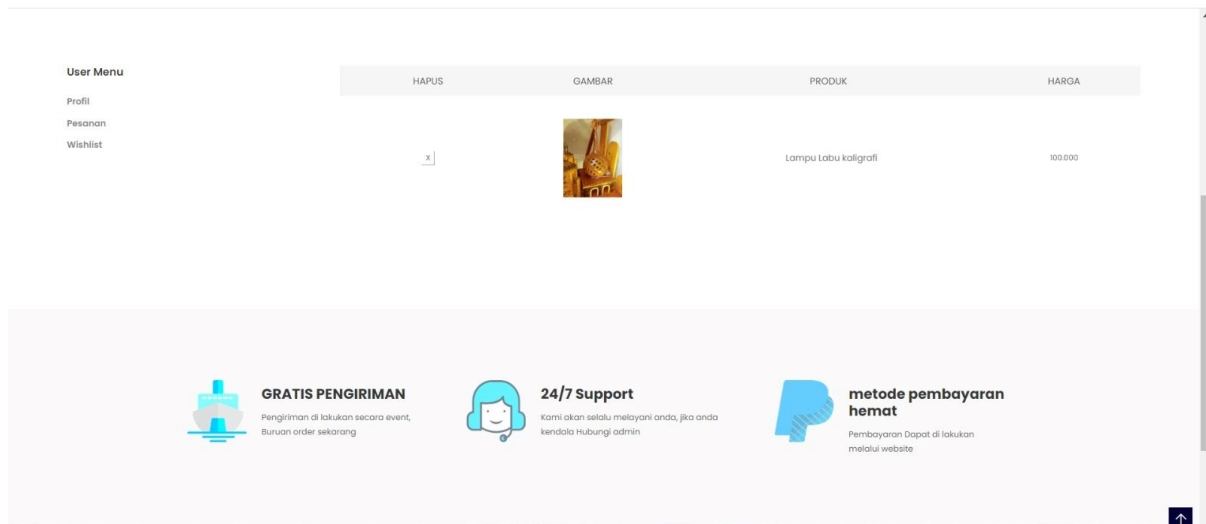 User Menu
Profil
Pesanan
Wishlist
HAPUS GAMBAR PRODUK HARGA
X Lampu Labu kaligrafi 100.000
GRATIS PENGIRIMAN
Pengiriman di lakukan secara event,
Buruan order sekarang
24/7 Support
Kami akan selalu melayani anda, jika anda
kendala Hubungi admin
metode pembayaran
hemat
Pembayaran Dapat di lakukan
melalui website